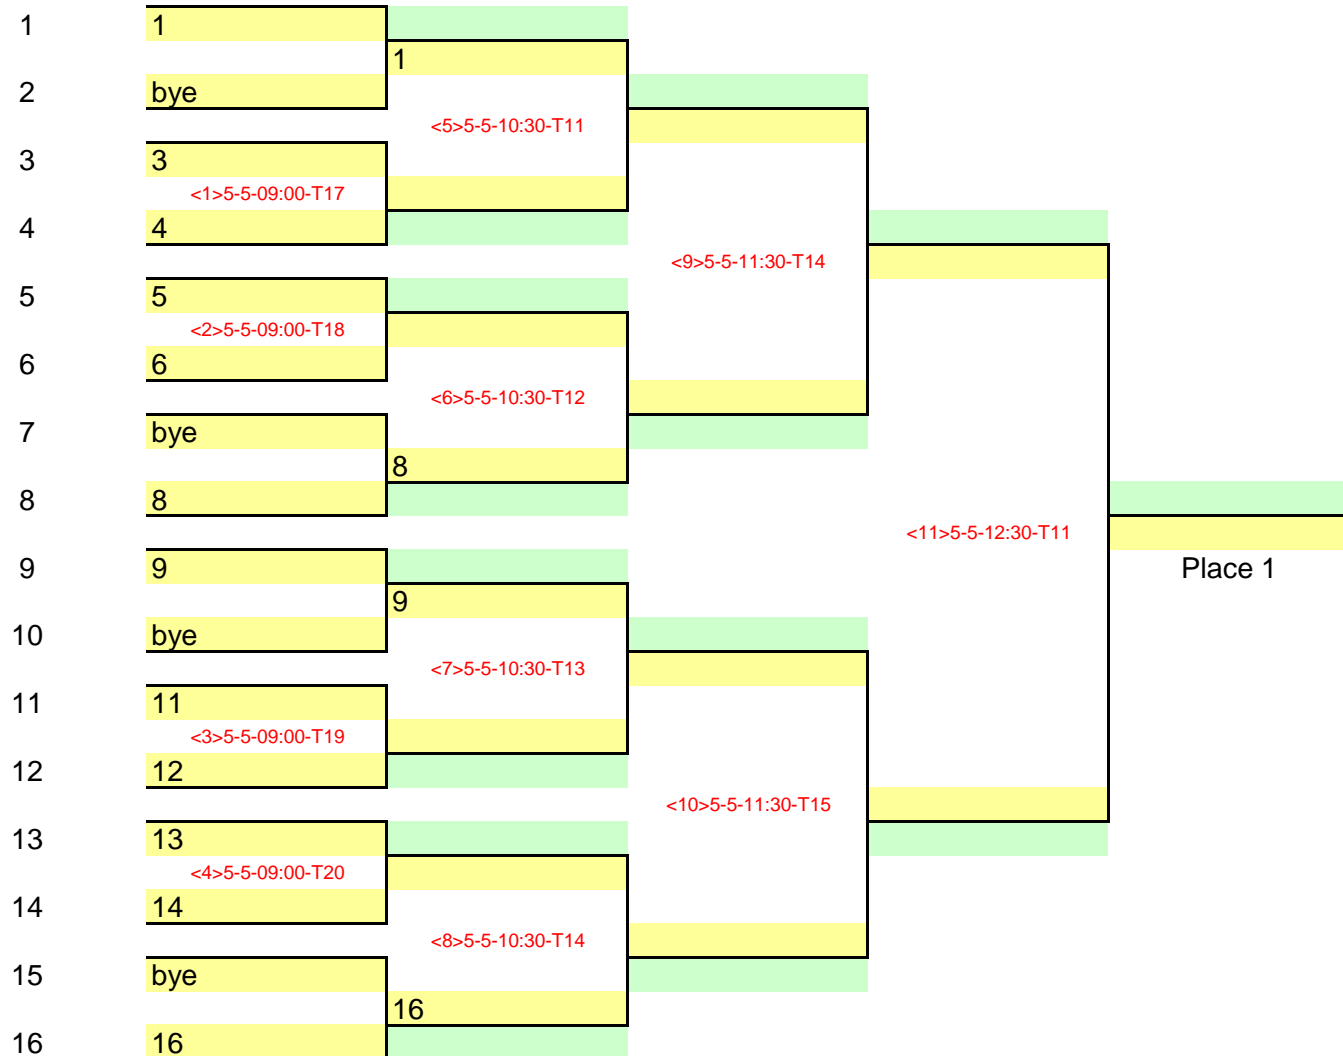 1 1
1
2 bye
<5>5-5-10:30-T11
3 3
<1>5-5-09:00-T17
4 4
<9>5-5-11:30-T14
5 5
<2>5-5-09:00-T18
6 6
<6>5-5-10:30-T12
7 bye
8
8 8
<11>5-5-12:30-T11
9 9
Place 1
9
10 bye
<7>5-5-10:30-T13
11 11
<3>5-5-09:00-T19
12 12
<10>5-5-11:30-T15
13 13
<4>5-5-09:00-T20
14 14
<8>5-5-10:30-T14
15 bye
16
16 16